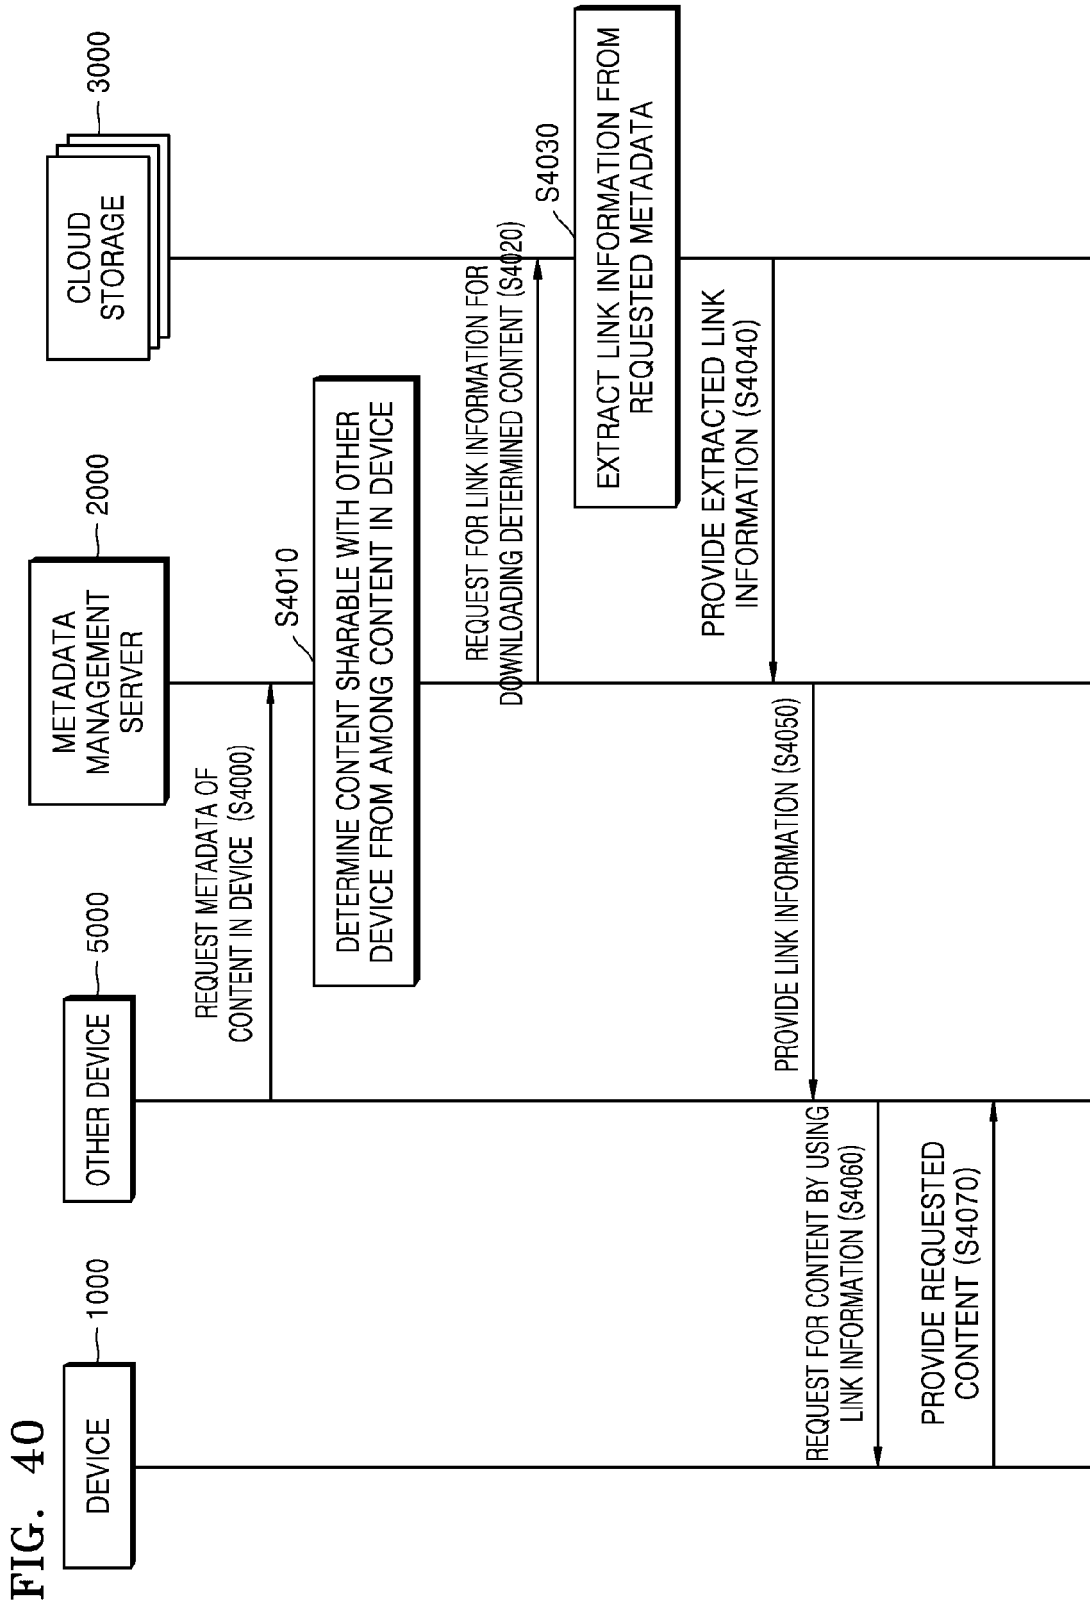 FIG. 40
DEVICE
1000
OTHER DEVICE
5000
METADATA
MANAGEMENT
SERVER
2000
CLOUD
STORAGE
3000
REQUEST METADATA OF
CONTENT IN DEVICE (S4000)
S4010
DETERMINE CONTENT SHARABLE WITH OTHER
DEVICE FROM AMONG CONTENT IN DEVICE
REQUEST FOR LINK INFORMATION FOR
DOWNLOADING DETERMINED CONTENT (S4020)
S4030
EXTRACT LINK INFORMATION FROM
REQUESTED METADATA
PROVIDE EXTRACTED LINK
INFORMATION (S4040)
PROVIDE LINK INFORMATION (S4050)
REQUEST FOR CONTENT BY USING
LINK INFORMATION (S4060)
PROVIDE REQUESTED
CONTENT (S4070)